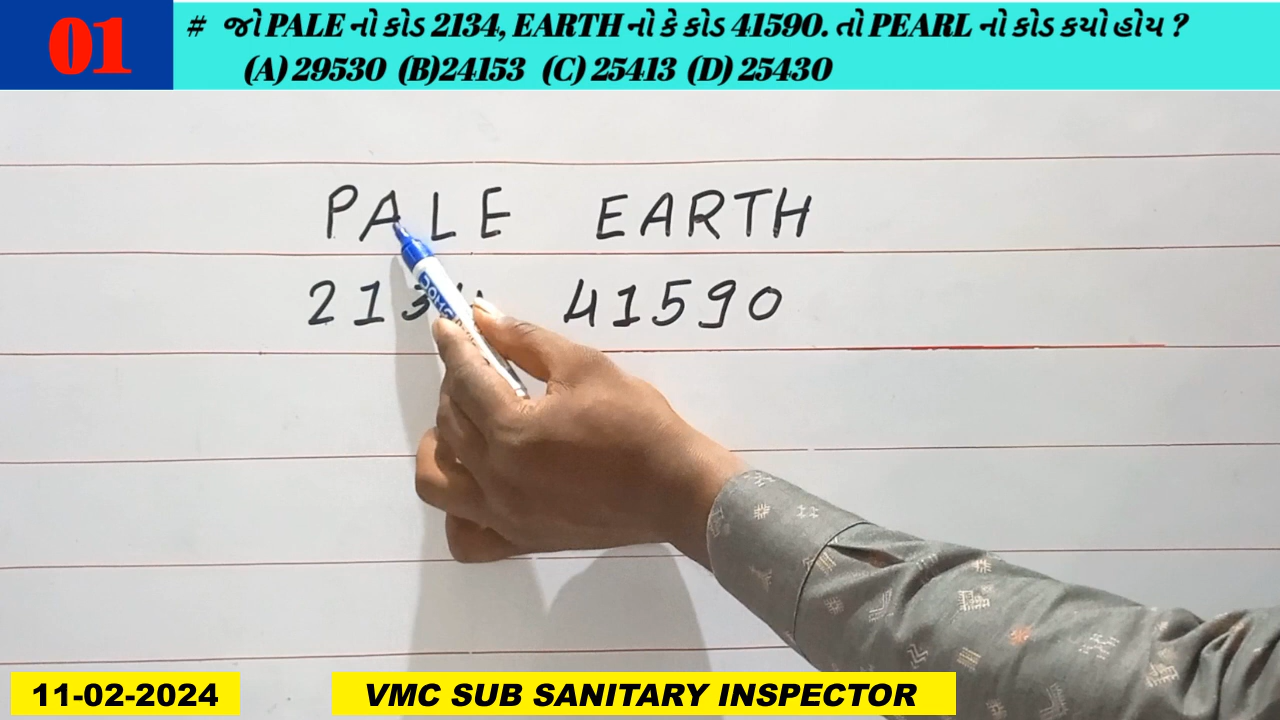 01
# જો PALE નો કોડ 2134, EARTH નો કે કોડ 41590. તો PEARL નો કોડ કયો હોય ?
(A) 29530 (B)24153 (C) 25413 (D) 25430
PALE EARTH
213 41590
11-02-2024
VMC SUB SANITARY INSPECTOR